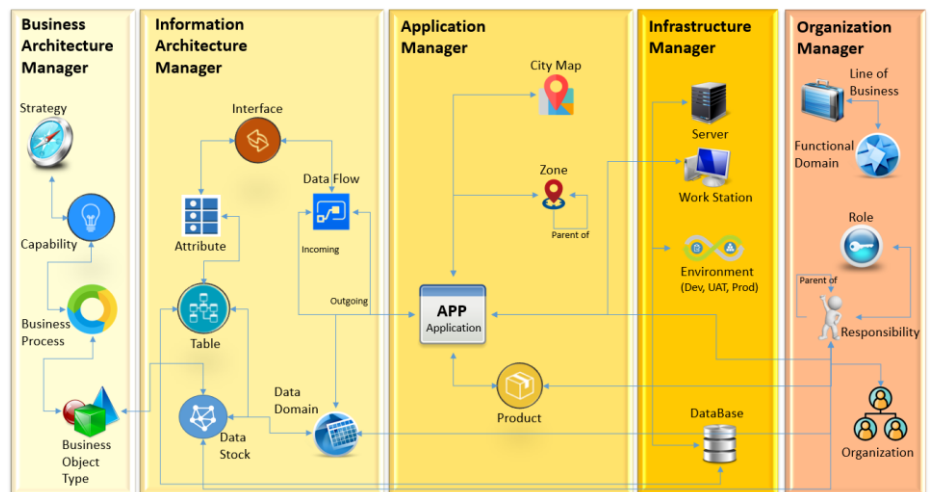 Business
Architecture
Manager
Strategy
Capability
Business
Process
Business
Object
Type
Information
Architecture
Manager
Interface
Data Flow
Attribute
Incoming
Outgoing
Table
Data
Domain
Data
Stock
Application
Manager
City Map
Zone
Parent of
APP
Application
Product
Infrastructure
Manager
Server
Work Station
Environment
(Dev, UAT, Prod)
DataBase
Organization
Manager
Line of
Business
Functional
Domain
Role
Parent of
Responsibility
Organization